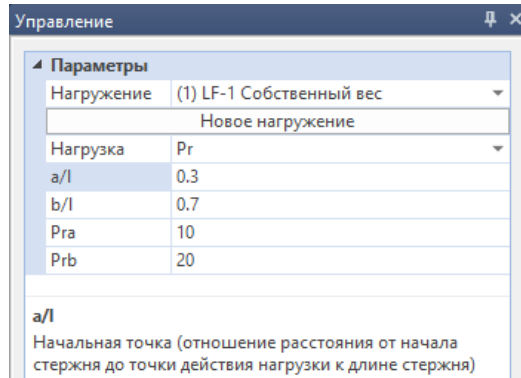 Управление
Параметры
Нагружение (1) LF-1 Собственный вес
Новое нагружение
Нагрузка Pr
a/l 0.3
b/l 0.7
Pra 10
Prb 20
a/l
Начальная точка (отношение расстояния от начала
стержня до точки действия нагрузки к длине стержня)